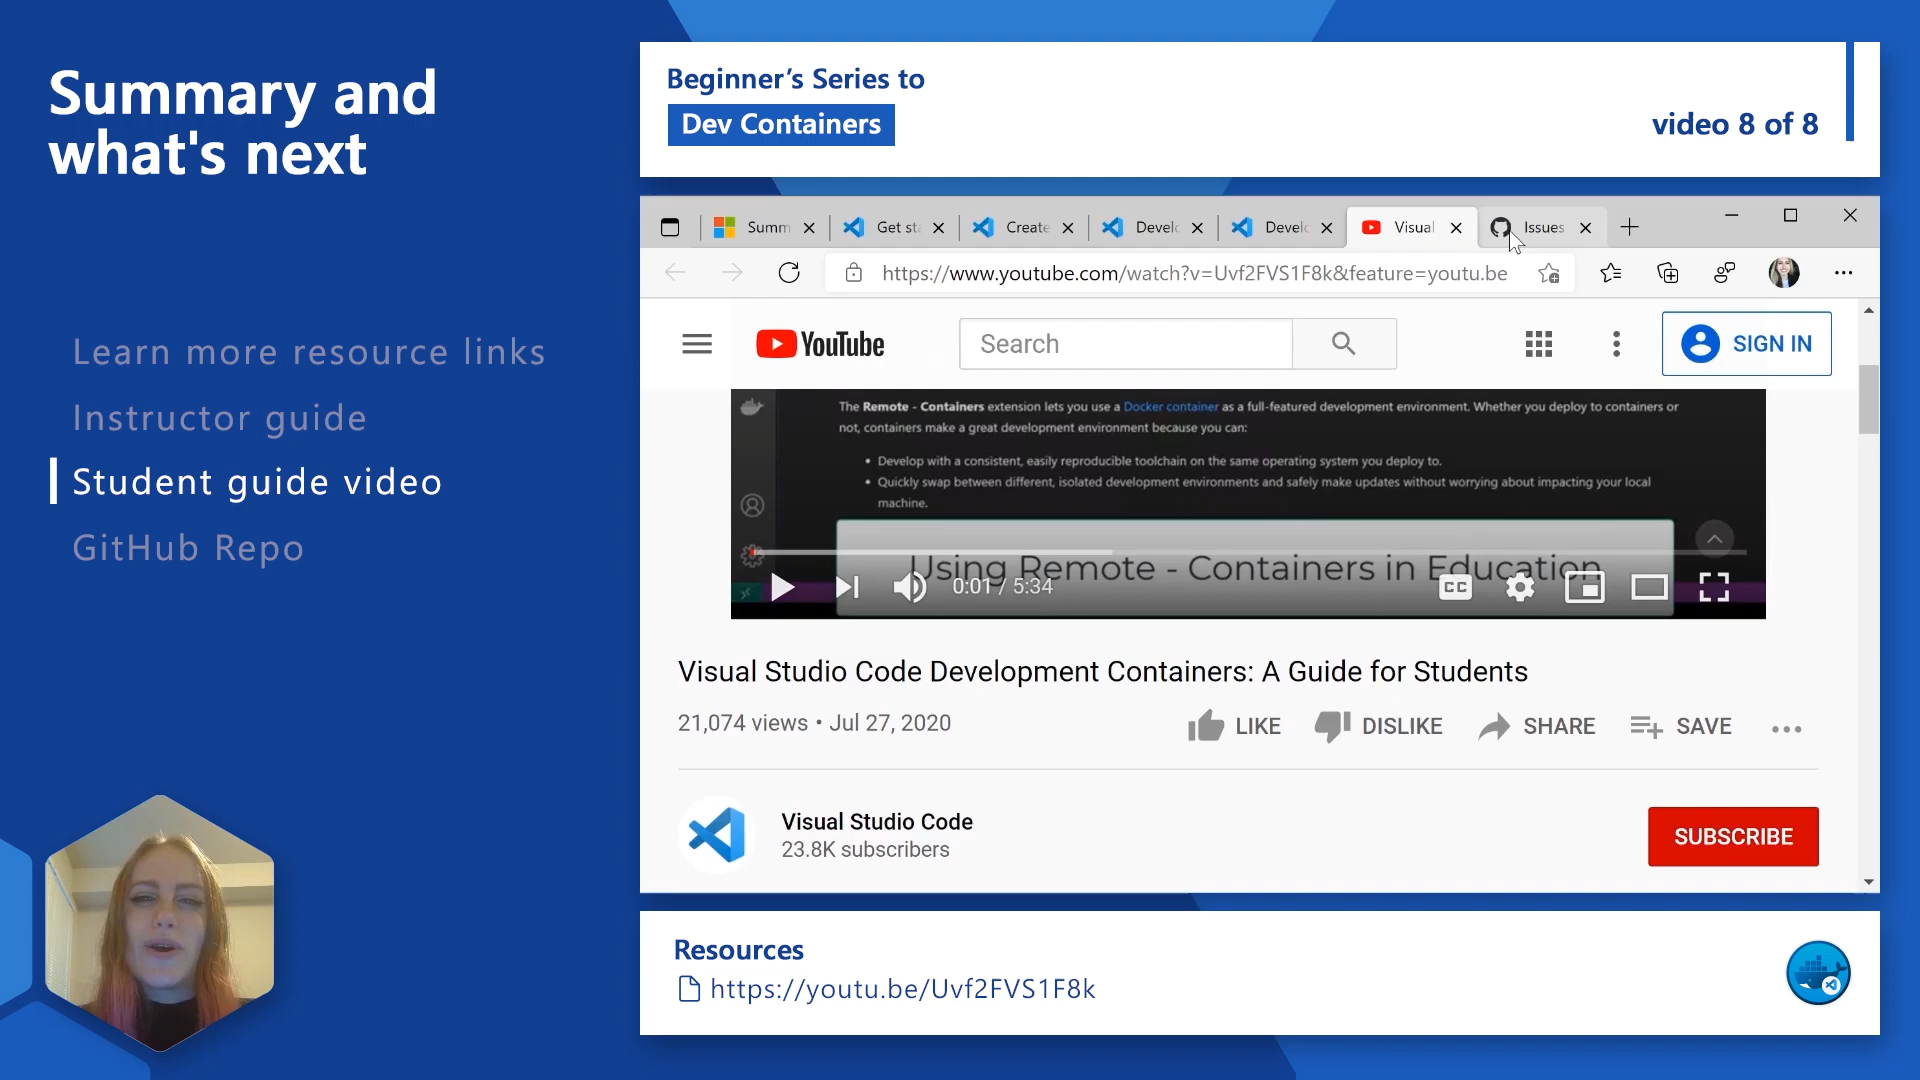 Summary and
what's next
Learn more resource links
Instructor guide
Student guide video
GitHub Repo
Beginner's Series to
Dev Containers
video 8 of 8
Summ
Get sta
Create
Develo
Develo
Visual
Issues
https://www.youtube.com/watch?v=Uvf2FVS1F8k&feature=youtu.be
YouTube
Search
SIGN IN
The Remote - Containers extension lets you use a Docker container as a full-featured development environment. Whether you deploy to containers or
not, containers make a great development environment because you can:
• Develop with a consistent, easily reproducible toolchain on the same operating system you deploy to.
• Quickly swap between different, isolated development environments and safely make updates without worrying about impacting your local
machine.
Using Remote - Containers in Education
0:01 / 5:34
CC
Visual Studio Code Development Containers: A Guide for Students
21,074 views • Jul 27, 2020
LIKE
DISLIKE
SHARE
SAVE
Visual Studio Code
23.8K subscribers
SUBSCRIBE
Resources
https://youtu.be/Uvf2FVS1F8k